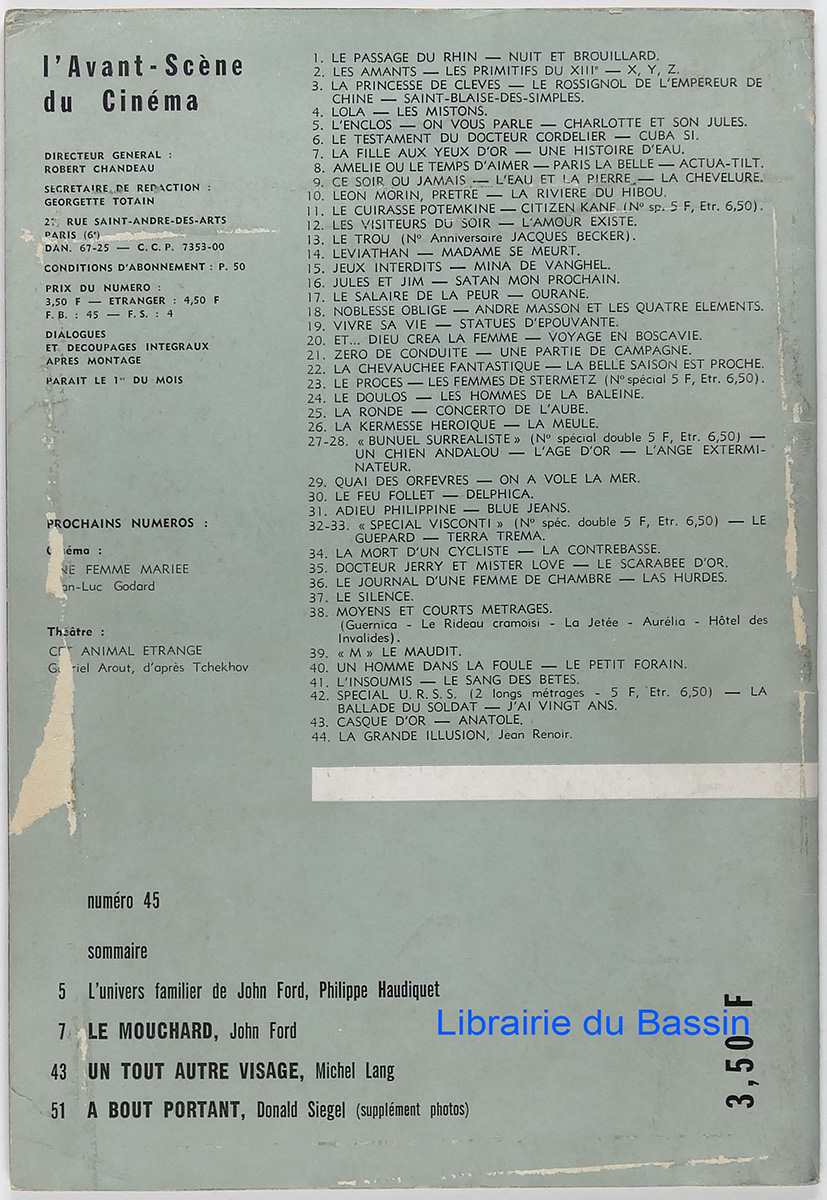 l'Avant-Scène
du Cinéma
DIRECTEUR GENERAL :
ROBERT CHANDEAU
SECRETAIRE DE REDACTION :
GEORGETTE TOTAIN
27, RUE SAINT-ANDRE-DES-ARTS
PARIS (6e)
DAN. 67-25 — C.C.P. 7353-00
CONDITIONS D'ABONNEMENT : P. 50
PRIX DU NUMERO :
3,50 F — ETRANGER : 4,50 F
F.B. : 45 — F.S. : 4
DIALOGUES
ET DECOUPAGES INTEGRAUX
APRES MONTAGE
PARAIT LE 1er DU MOIS
PROCHAINS NUMEROS :
Cinéma :
UNE FEMME MARIEE
Jean-Luc Godard
Théâtre :
CET ANIMAL ETRANGE
Gabriel Arout, d'après Tchekhov
1. LE PASSAGE DU RHIN — NUIT ET BROUILLARD.
2. LES AMANTS — LES PRIMITIFS DU XIIIe — X, Y, Z.
3. LA PRINCESSE DE CLEVES — LE ROSSIGNOL DE L'EMPEREUR DE
CHINE — SAINT-BLAISE-DES-SIMPLES.
4. LOLA — LES MISTONS.
5. L'ENCLOS — ON VOUS PARLE — CHARLOTTE ET SON JULES.
6. LE TESTAMENT DU DOCTEUR CORDELIER — CUBA SI.
7. LA FILLE AUX YEUX D'OR — UNE HISTOIRE D'EAU.
8. AMELIE OU LE TEMPS D'AIMER — PARIS LA BELLE — ACTUA-TILT.
9. CE SOIR OU JAMAIS — L'EAU ET LA PIERRE — LA CHEVELURE.
10. LEON MORIN, PRETRE — LA RIVIERE DU HIBOU.
11. LE CUIRASSE POTEMKINE — CITIZEN KANE (N° sp. 5 F, Etr. 6,50).
12. LES VISITEURS DU SOIR — L'AMOUR EXISTE.
13. LE TROU (N° Anniversaire JACQUES BECKER).
14. LEVIATHAN — MADAME SE MEURT.
15. JEUX INTERDITS — MINA DE VANGHEL.
16. JULES ET JIM — SATAN MON PROCHAIN.
17. LE SALAIRE DE LA PEUR — OURANE.
18. NOBLESSE OBLIGE — ANDRE MASSON ET LES QUATRE ELEMENTS.
19. VIVRE SA VIE — STATUES D'EPOUVANTE.
20. ET... DIEU CREA LA FEMME — VOYAGE EN BOSCAVIE.
21. ZERO DE CONDUITE — UNE PARTIE DE CAMPAGNE.
22. LA CHEVAUCHEE FANTASTIQUE — LA BELLE SAISON EST PROCHE.
23. LE PROCES — LES FEMMES DE STERMETZ (N° spécial 5 F, Etr. 6,50).
24. LE DOULOS — LES HOMMES DE LA BALEINE.
25. LA RONDE — CONCERTO DE L'AUBE.
26. LA KERMESSE HEROIQUE — LA MEULE.
27-28. « BUNUEL SURREALISTE » (N° spécial double 5 F, Etr. 6,50) —
UN CHIEN ANDALOU — L'AGE D'OR — L'ANGE EXTERMI-
NATEUR.
29. QUAI DES ORFEVRES — ON A VOLE LA MER.
30. LE FEU FOLLET — DELPHICA.
31. ADIEU PHILIPPINE — BLUE JEANS.
32-33. « SPECIAL VISCONTI » (N° spéc. double 5 F, Etr. 6,50) — LE
GUEPARD — TERRA TREMA.
34. LA MORT D'UN CYCLISTE — LA CONTREBASSE.
35. DOCTEUR JERRY ET MISTER LOVE — LE SCARABEE D'OR.
36. LE JOURNAL D'UNE FEMME DE CHAMBRE — LAS HURDES.
37. LE SILENCE.
38. MOYENS ET COURTS METRAGES.
(Guernica - Le Rideau cramoisi - La Jetée - Aurélia - Hôtel des
Invalides).
39. « M » LE MAUDIT.
40. UN HOMME DANS LA FOULE — LE PETIT FORAIN.
41. L'INSOUMIS — LE SANG DES BETES.
42. SPECIAL U.R.S.S. (2 longs métrages - 5 F, Etr. 6,50) — LA
BALLADE DU SOLDAT — J'AI VINGT ANS.
43. CASQUE D'OR — ANATOLE.
44. LA GRANDE ILLUSION, Jean Renoir.
numéro 45
sommaire
5 L'univers familier de John Ford, Philippe Haudiquet
7 LE MOUCHARD, John Ford
43 UN TOUT AUTRE VISAGE, Michel Lang
51 A BOUT PORTANT, Donald Siegel (supplément photos)
3,50 F
Librairie du Bassin